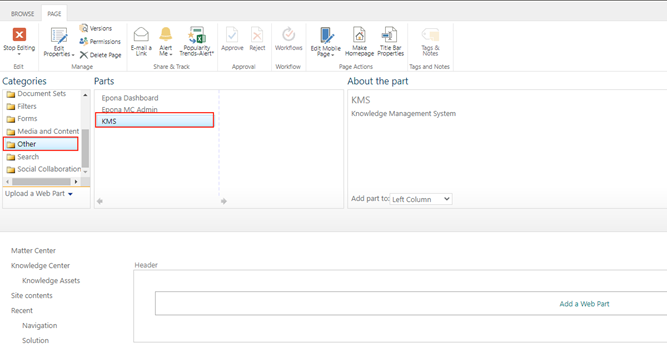 BROWSE PAGE
Stop Editing
Edit Properties
Versions
Permissions
Delete Page
E-mail a Link
Alert Me
Popularity Trends-Alert*
Approve
Reject
Workflows
Edit Mobile Page
Make Homepage
Title Bar Properties
Tags & Notes
Edit
Manage
Share & Track
Approval
Workflow
Page Actions
Tags and Notes
Categories
Document Sets
Filters
Forms
Media and Content
Other
Search
Social Collaboration
Upload a Web Part
Parts
Epona Dashboard
Epona MC Admin
KMS
About the part
KMS
Knowledge Management System
Add part to: Left Column
Matter Center
Knowledge Center
Knowledge Assets
Site contents
Recent
Navigation
Solution
Header
Add a Web Part